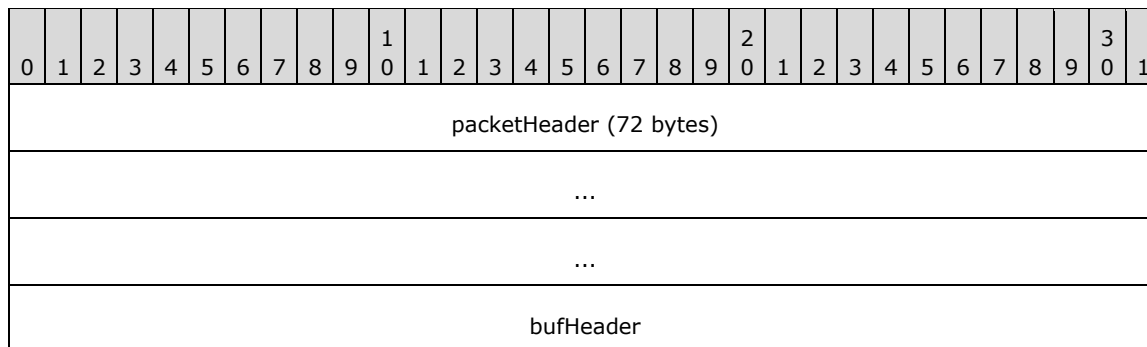 1 2 3
0 1 2 3 4 5 6 7 8 9 0 1 2 3 4 5 6 7 8 9 0 1 2 3 4 5 6 7 8 9 0 1
packetHeader (72 bytes)
...
...
bufHeader